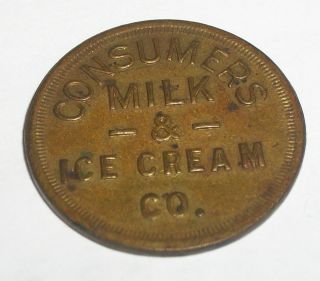 CONSUMERS
MILK
- & -
ICE CREAM
CO.